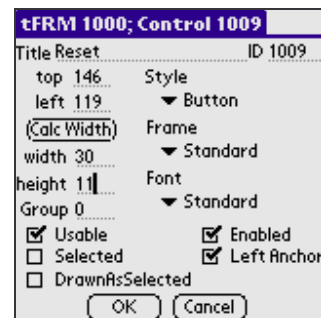 tFRM 1000; Control 1009
Title Reset ID 1009
top 146 Style
left 119 Button
(Calc Width) Frame
width 30 Standard
height 11 Font
Group 0 Standard
Usable Enabled
Selected Left Anchor
DrawnAsSelected
OK Cancel